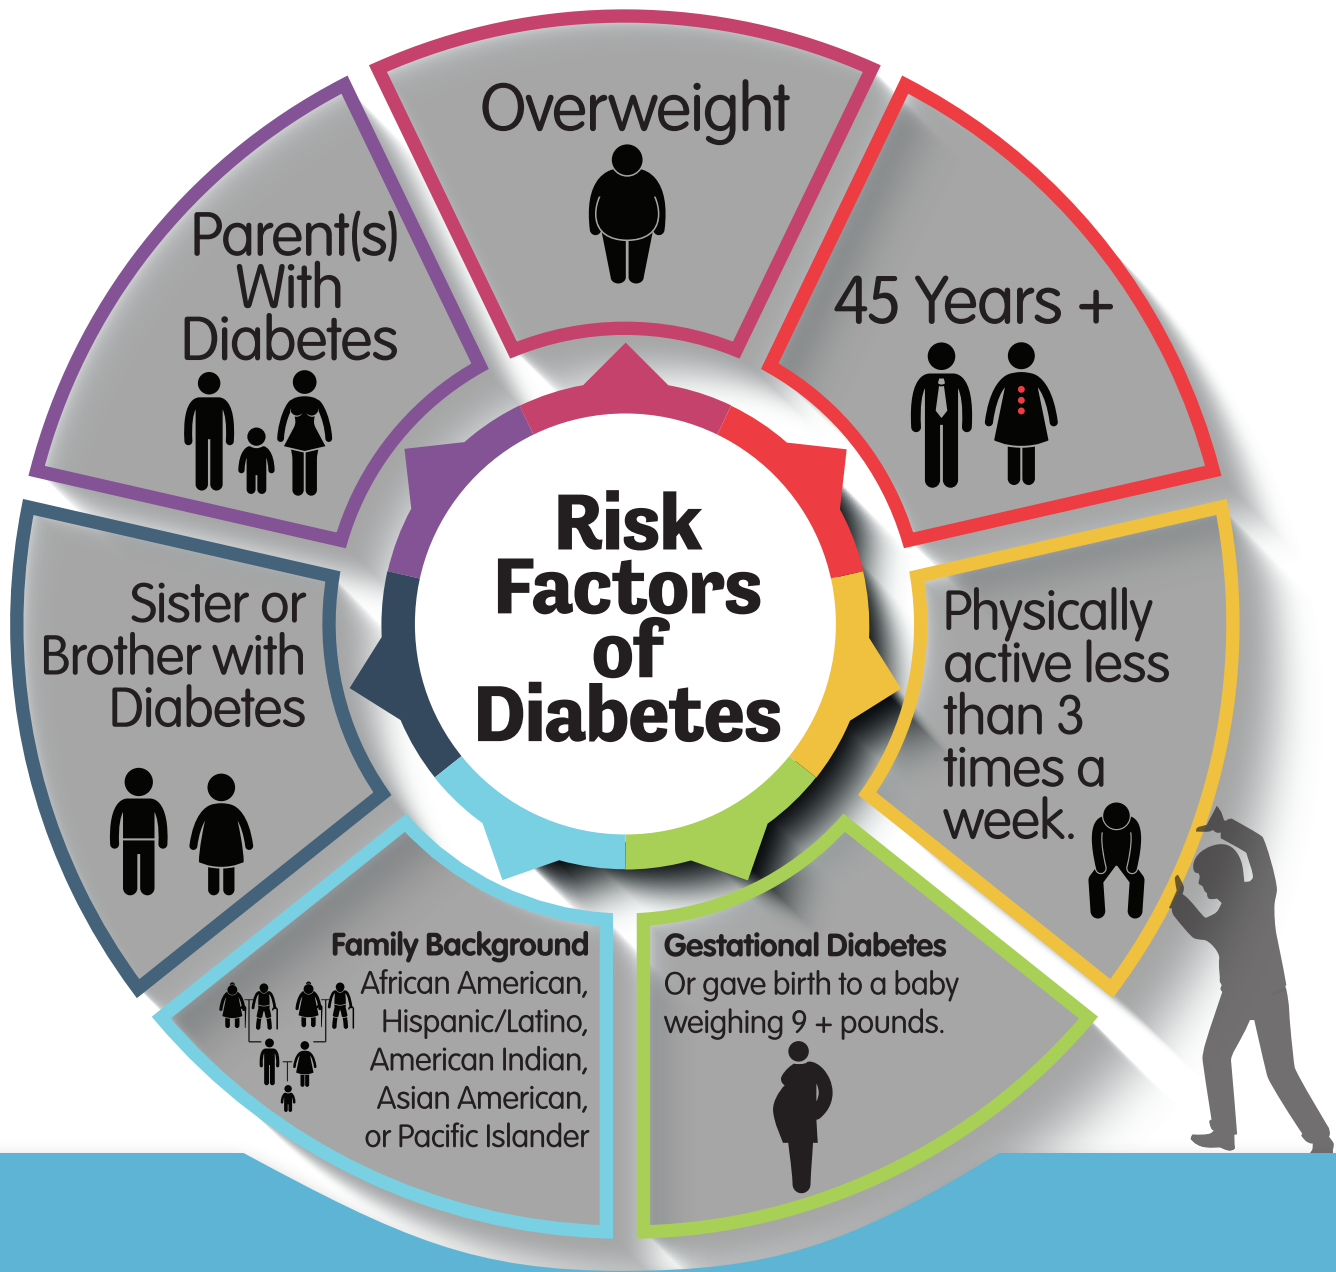 Overweight
45 Years +
Physically
active less
than 3
times a
week.
Gestational Diabetes
Or gave birth to a baby
weighing 9 + pounds.
Family Background
African American,
Hispanic/Latino,
American Indian,
Asian American,
or Pacific Islander
Sister or
Brother with
Diabetes
Parent(s)
With
Diabetes
Risk
Factors
of
Diabetes